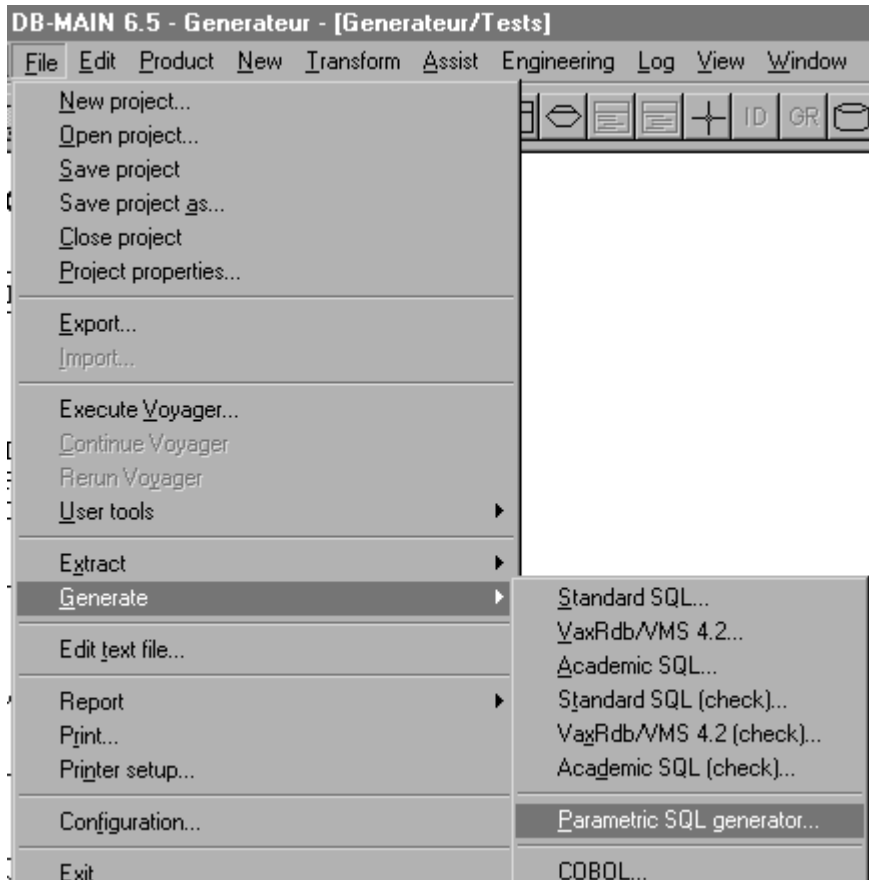 DB-MAIN 6.5 - Generateur - [Generateur/Tests]
File Edit Product New Transform Assist Engineering Log View Window
ID GR
New project...
Open project...
Save project
Save project as...
Close project
Project properties...
Export...
Import...
Execute Voyager...
Continue Voyager
Rerun Voyager
User tools
Extract
Generate
Edit text file...
Report
Print...
Printer setup...
Configuration...
Exit
Standard SQL...
VaxRdb/VMS 4.2...
Academic SQL...
Standard SQL (check)...
VaxRdb/VMS 4.2 (check)...
Academic SQL (check)...
Parametric SQL generator...
COBOL...